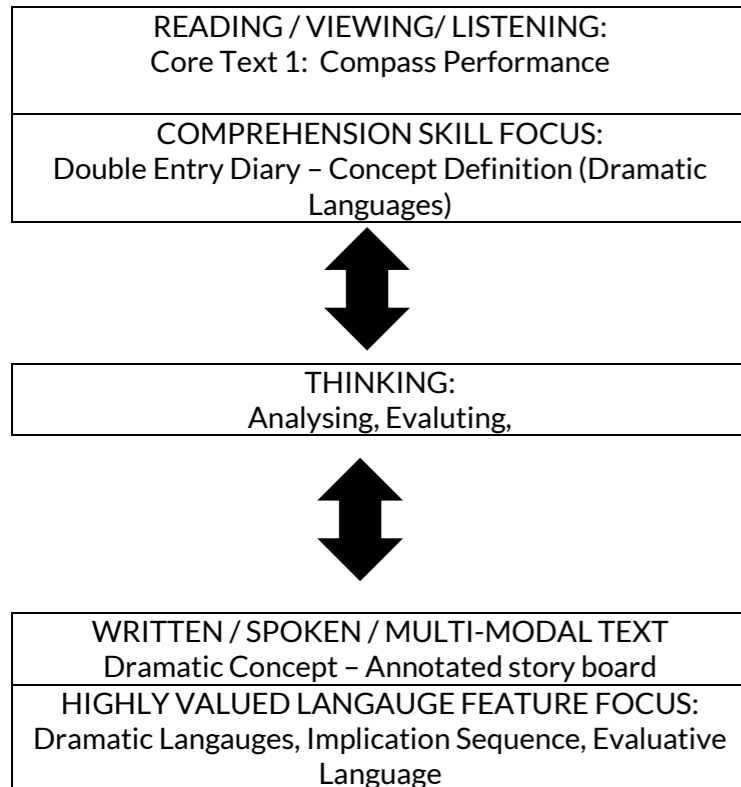 READING / VIEWING/ LISTENING:
Core Text 1:  Compass Performance
COMPREHENSION SKILL FOCUS:
Double Entry Diary – Concept Definition (Dramatic
Languages)
THINKING:
Analysing, Evaluting,
WRITTEN / SPOKEN / MULTI-MODAL TEXT
Dramatic Concept – Annotated story board
HIGHLY VALUED LANGAUGE FEATURE FOCUS:
Dramatic Langauges, Implication Sequence, Evaluative
Language